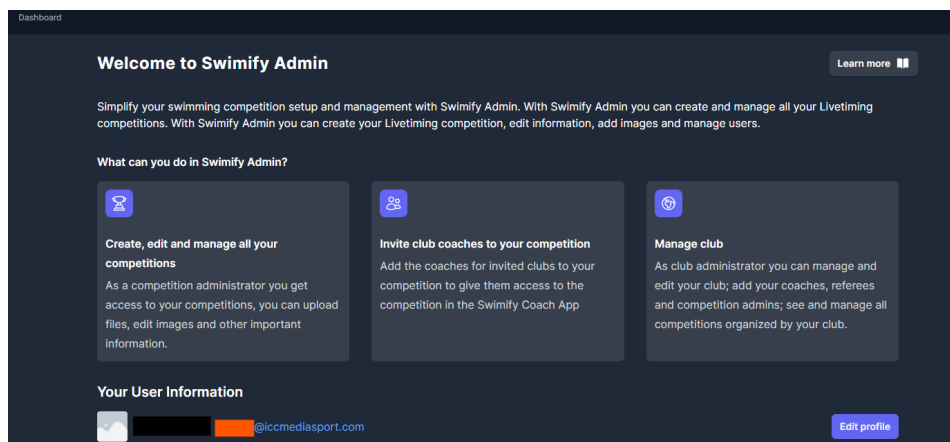 Dashboard
Welcome to Swimify Admin
Learn more
Simplify your swimming competition setup and management with Swimify Admin. With Swimify Admin you can create and manage all your Livetiming
competitions. With Swimify Admin you can create your Livetiming competition, edit information, add images and manage users.
What can you do in Swimify Admin?
Create, edit and manage all your
competitions
As a competition administrator you get
access to your competitions, you can upload
files, edit images and other important
information.
Invite club coaches to your competition
Add the coaches for invited clubs to your
competition to give them access to the
competition in the Swimify Coach App
Manage club
As club administrator you can manage and
edit your club; add your coaches, referees
and competition admins; see and manage all
competitions organized by your club.
Your User Information
@iccmediasport.com
Edit profile